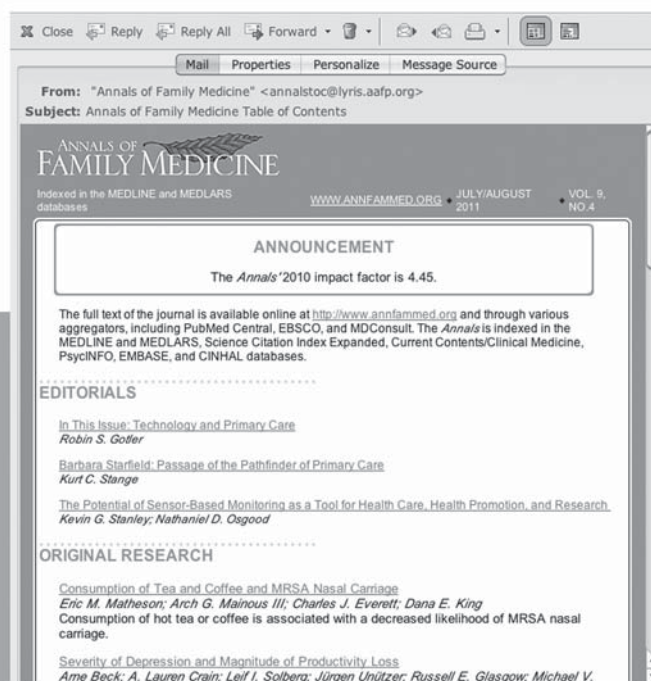 Close Reply Reply All Forward
Mail Properties Personalize Message Source
From: "Annals of Family Medicine" <annalstoc@lyris.aafp.org>
Subject: Annals of Family Medicine Table of Contents
ANNALS OF
FAMILY MEDICINE
Indexed in the MEDLINE and MEDLARS
databases
WWW.ANNFAMMED.ORG • JULY/AUGUST
2011
• VOL. 9,
NO.4
ANNOUNCEMENT
The Annals' 2010 impact factor is 4.45.
The full text of the journal is available online at http://www.annfammed.org and through various
aggregators, including PubMed Central, EBSCO, and MDConsult. The Annals is indexed in the
MEDLINE and MEDLARS, Science Citation Index Expanded, Current Contents/Clinical Medicine,
PsycINFO, EMBASE, and CINHAL databases.
EDITORIALS
In This Issue: Technology and Primary Care
Robin S. Gotler
Barbara Starfield: Passage of the Pathfinder of Primary Care
Kurt C. Stange
The Potential of Sensor-Based Monitoring as a Tool for Health Care, Health Promotion, and Research
Kevin G. Stanley; Nathaniel D. Osgood
ORIGINAL RESEARCH
Consumption of Tea and Coffee and MRSA Nasal Carriage
Eric M. Matheson; Arch G. Mainous III; Charles J. Everett; Dana E. King
Consumption of hot tea or coffee is associated with a decreased likelihood of MRSA nasal
carriage.
Severity of Depression and Magnitude of Productivity Loss
Arne Beck; A. Lauren Crain; Leif I. Solberg; Jürgen Unützer; Russell E. Glasgow; Michael V.